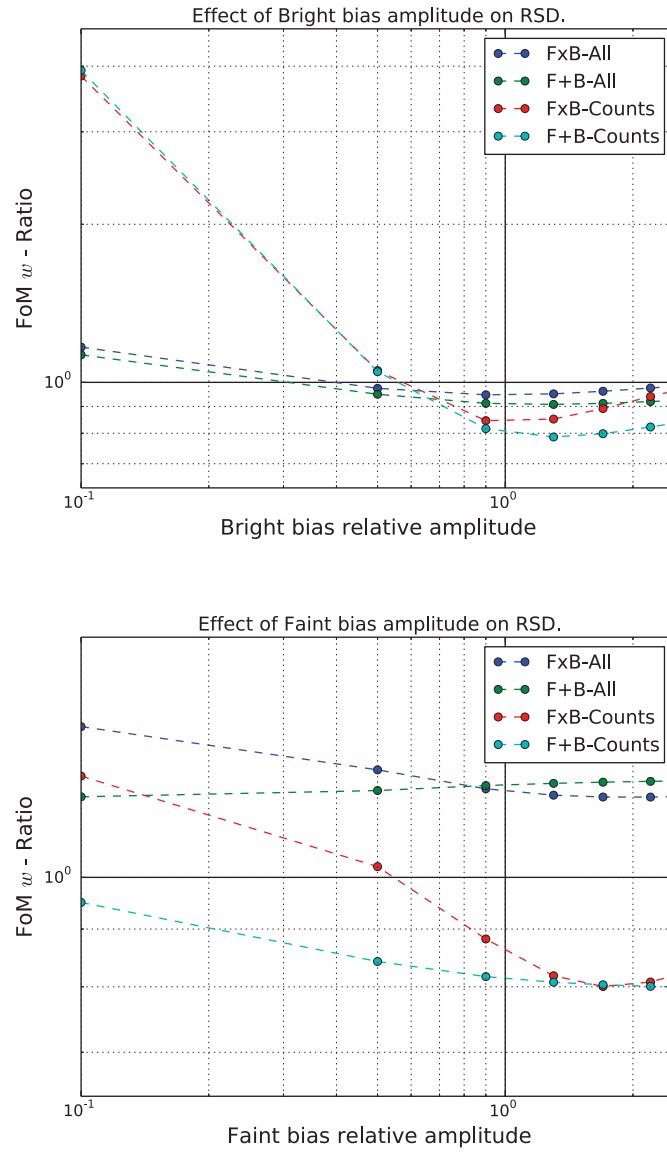 Effect of Bright bias amplitude on RSD.
FxB-All
F+B-All
FxB-Counts
F+B-Counts
FoM w - Ratio
10⁰
10⁻¹
10⁰
Bright bias relative amplitude
Effect of Faint bias amplitude on RSD.
FxB-All
F+B-All
FxB-Counts
F+B-Counts
FoM w - Ratio
10⁰
10⁻¹
10⁰
Faint bias relative amplitude